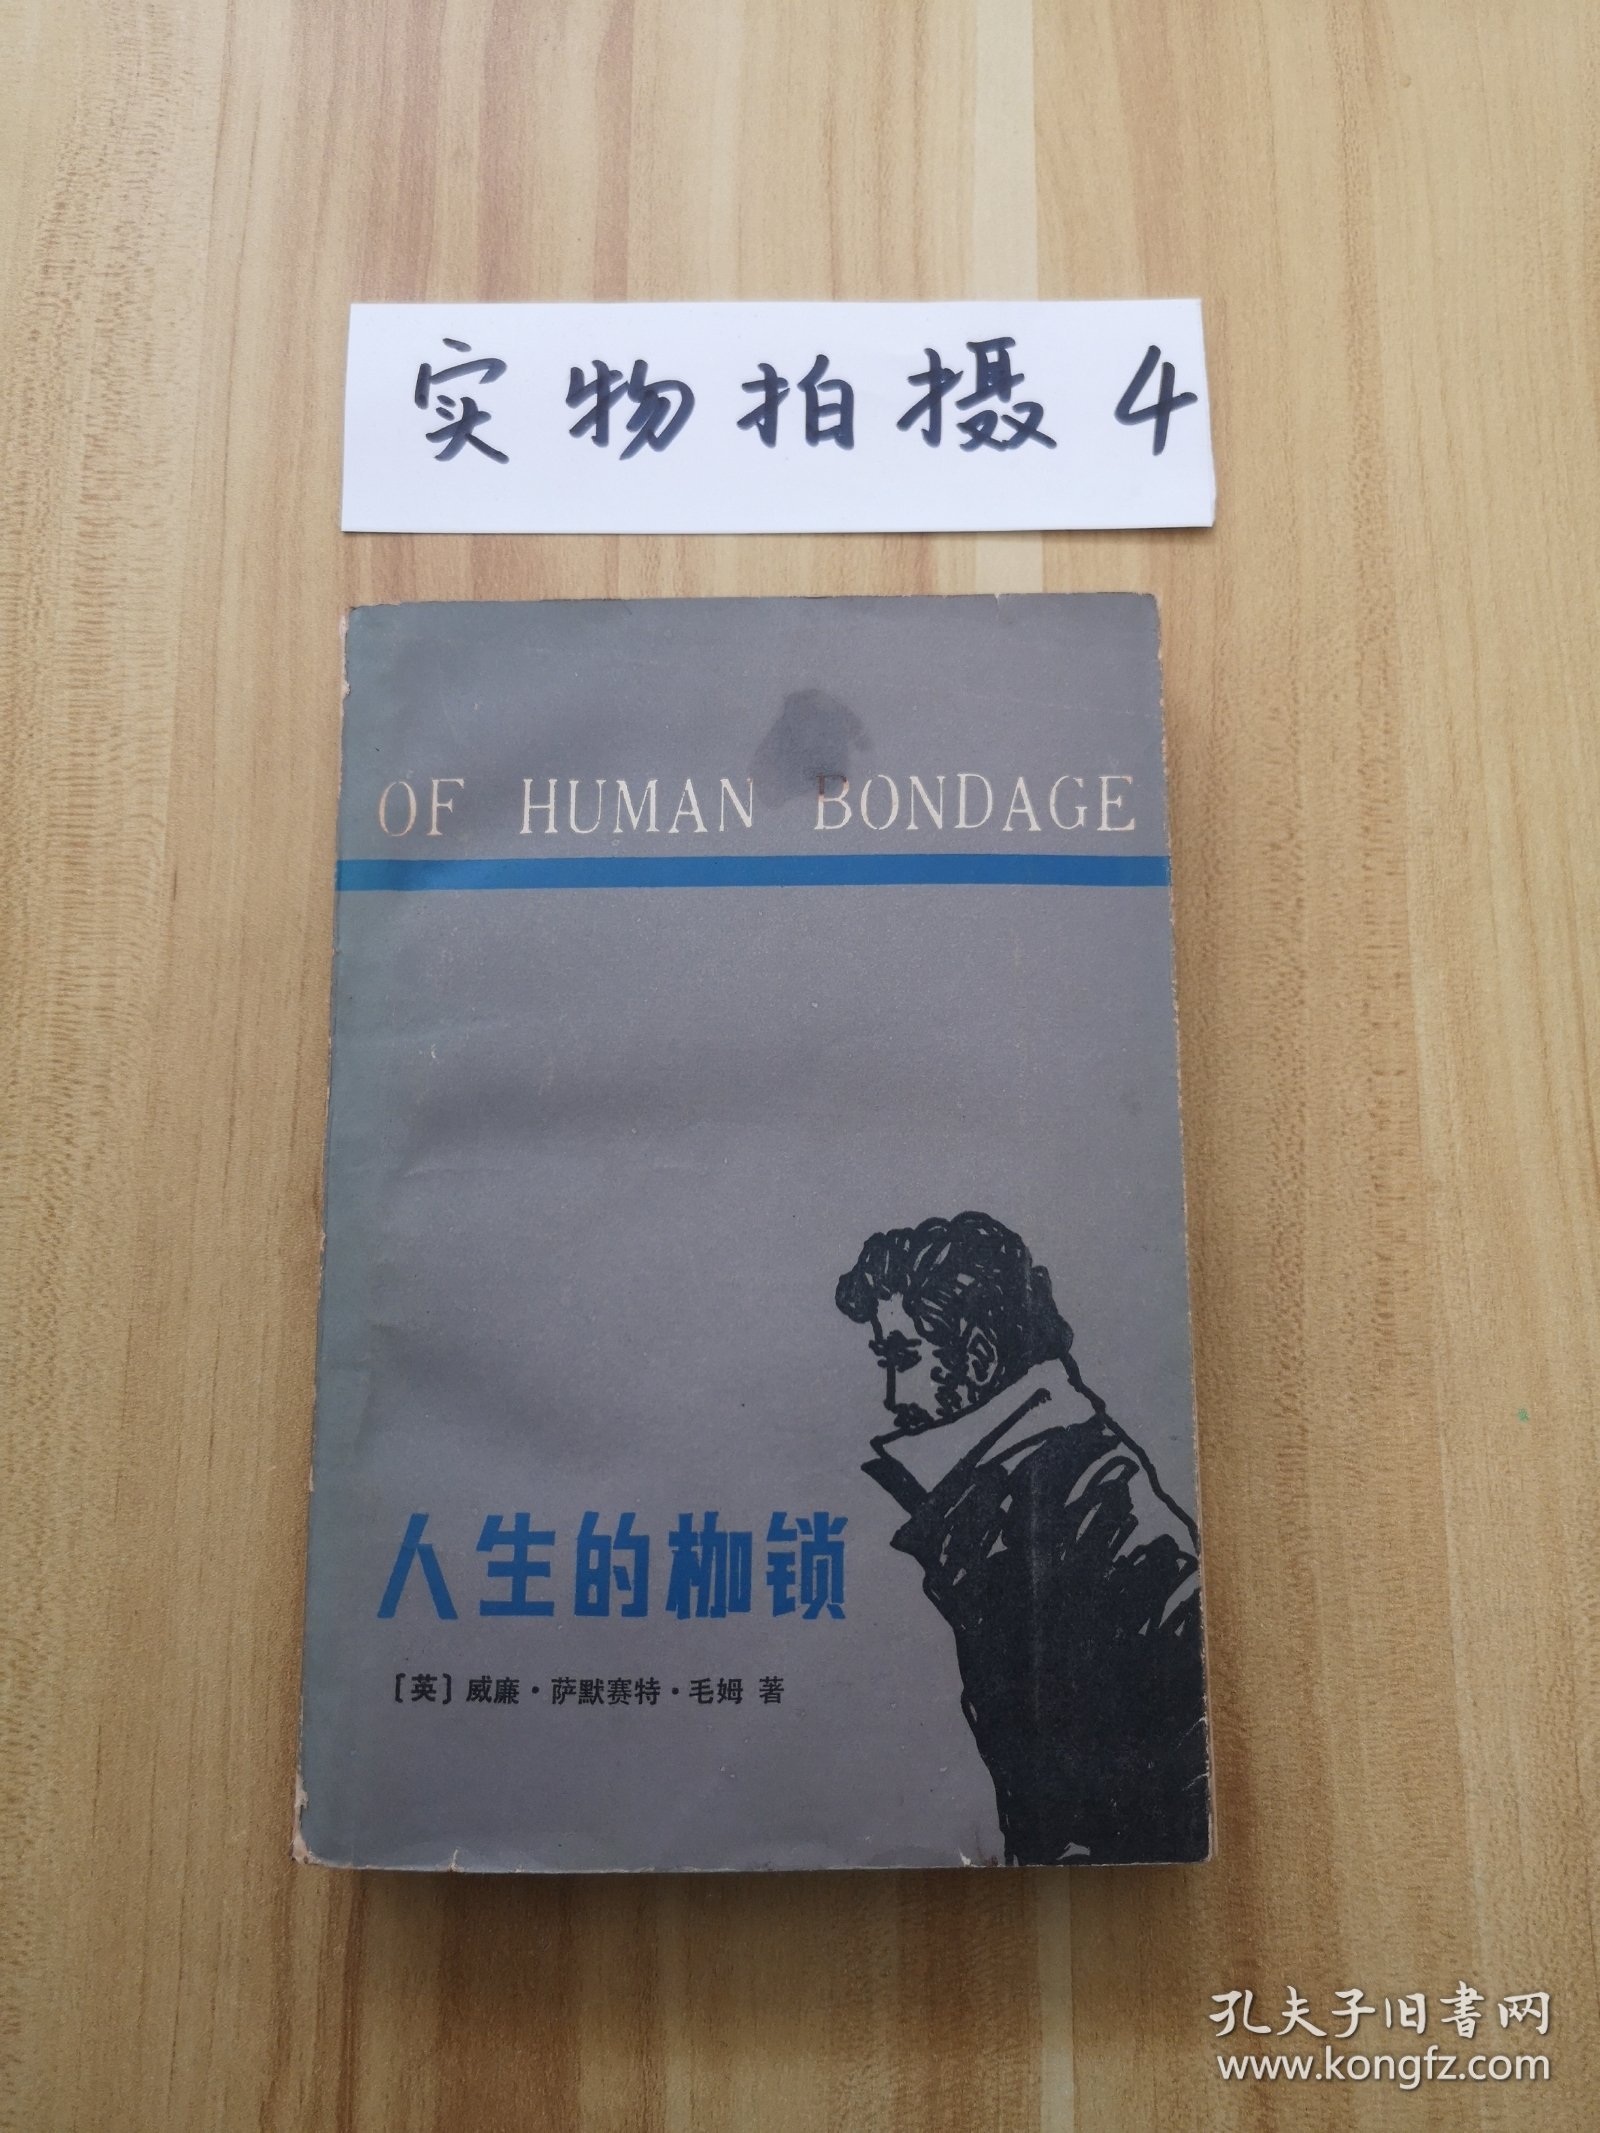 实物拍摄4
OF HUMAN BONDAGE
人生的枷锁
〔英〕威廉·萨默赛特·毛姆 著
孔夫子旧书网
www.kongfz.com